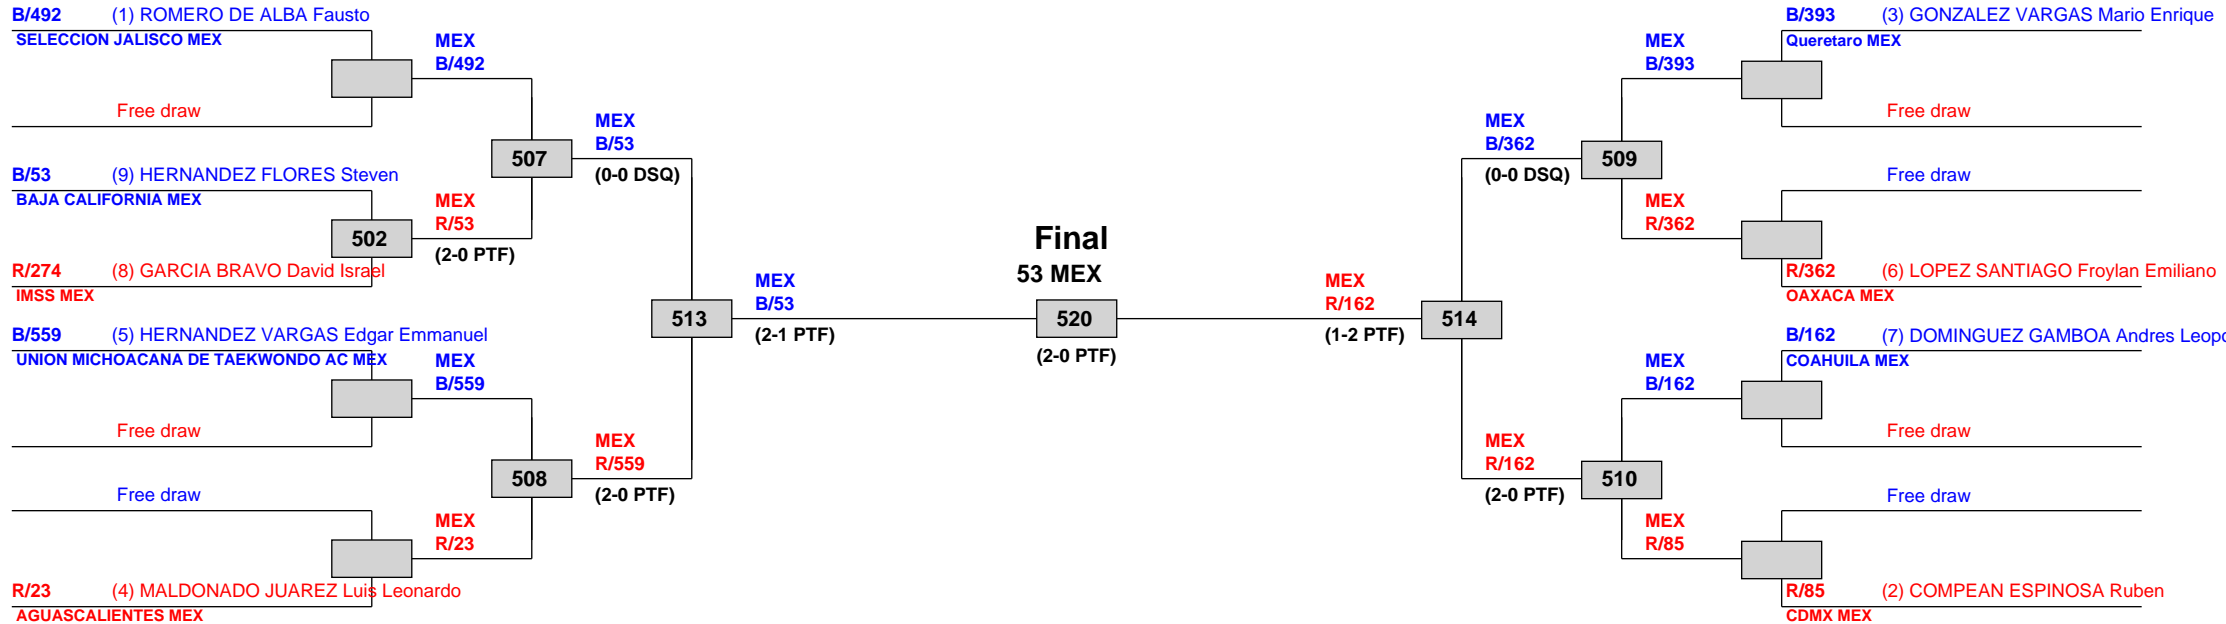 B/492 (1) ROMERO DE ALBA Fausto
SELECCION JALISCO MEX
MEX
B/492
Free draw
MEX
B/53
507
(0-0 DSQ)
B/53 (9) HERNANDEZ FLORES Steven
BAJA CALIFORNIA MEX
MEX
R/53
502
(2-0 PTF)
R/274 (8) GARCIA BRAVO David Israel
IMSS MEX
MEX
B/53
513
(2-1 PTF)
B/559 (5) HERNANDEZ VARGAS Edgar Emmanuel
UNION MICHOACANA DE TAEKWONDO AC MEX
MEX
B/559
Free draw
MEX
R/559
508
(2-0 PTF)
Free draw
MEX
R/23
R/23 (4) MALDONADO JUAREZ Luis Leonardo
AGUASCALIENTES MEX
Final
53 MEX
520
(2-0 PTF)
B/393 (3) GONZALEZ VARGAS Mario Enrique
Queretaro MEX
MEX
B/393
Free draw
MEX
B/362
509
(0-0 DSQ)
Free draw
MEX
R/362
R/362 (6) LOPEZ SANTIAGO Froylan Emiliano
OAXACA MEX
MEX
R/162
514
(1-2 PTF)
B/162 (7) DOMINGUEZ GAMBOA Andres Leopo
COAHUILA MEX
MEX
B/162
Free draw
MEX
R/162
510
(2-0 PTF)
Free draw
MEX
R/85
R/85 (2) COMPEAN ESPINOSA Ruben
CDMX MEX